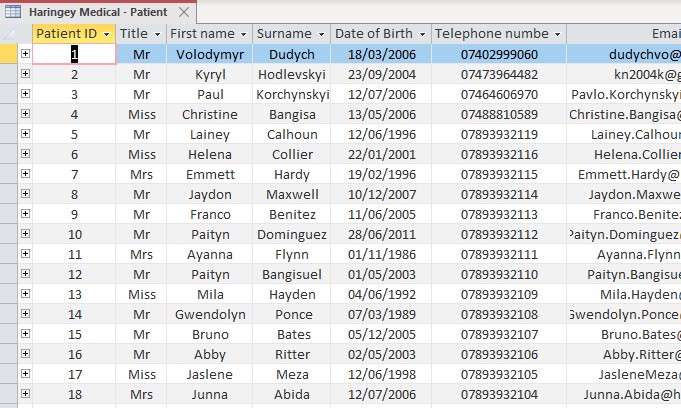 Haringey Medical - Patient
Patient ID Title First name Surname Date of Birth Telephone numbe Emai
1 Mr Volodymyr Dudych 18/03/2006 07402999060 dudychvo@
2 Mr Kyryl Hodlevskyi 23/09/2004 07473964482 kn2004k@g
3 Mr Paul Korchynskyi 12/07/2006 07464606970 Pavlo.Korchynskyi
4 Miss Christine Bangisa 13/05/2006 07488810589 Christine.Bangisa@
5 Mr Lainey Calhoun 12/06/1996 07893932119 Lainey.Calhou
6 Miss Helena Collier 22/01/2001 07893932116 Helena.Collier
7 Mrs Emmett Hardy 19/02/1996 07893932115 Emmett.Hardy@
8 Mr Jaydon Maxwell 10/12/2007 07893932114 Jaydon.Maxwe
9 Mr Franco Benitez 11/06/2005 07893932113 Franco.Benite
10 Mr Paityn Dominguez 28/06/2011 07893932112 Paityn.Dominguez@
11 Mrs Ayanna Flynn 01/11/1986 07893932111 Ayanna.Flynn@
12 Mr Paityn Bangisuel 01/05/2003 07893932110 Paityn.Bangisu
13 Miss Mila Hayden 04/06/1992 07893932109 Mila.Hayden@
14 Mr Gwendolyn Ponce 07/03/1989 07893932108 Gwendolyn.Ponce@
15 Mr Bruno Bates 05/12/2005 07893932107 Bruno.Bates@
16 Mr Abby Ritter 02/05/2003 07893932106 Abby.Ritter@
17 Miss Jaslene Meza 12/06/1998 07893932105 JasleneMeza@
18 Mrs Junna Abida 12/07/2006 07893932104 Junna.Abida@h